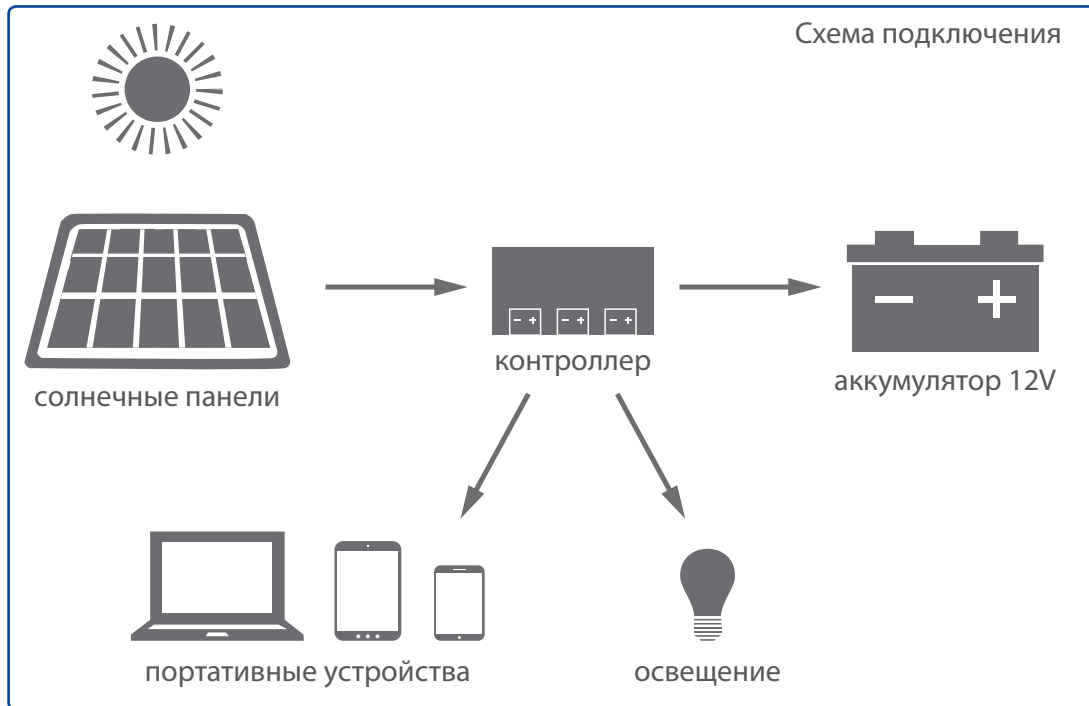 Схема подключения
- + - + - +
- +
контроллер
солнечные панели
аккумулятор 12V
портативные устройства
освещение